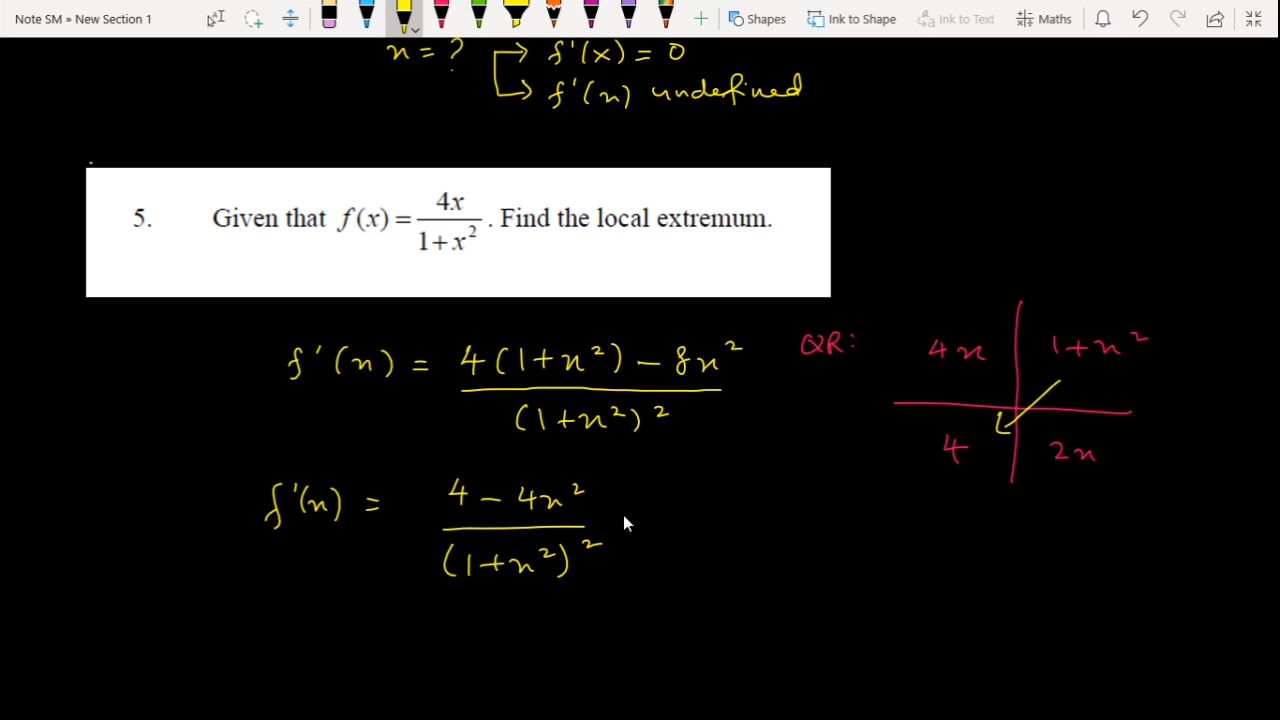 Note SM » New Section 1
Shapes
Ink to Shape
Ink to Text
Maths
x = ? → f'(x) = 0
→ f'(x) undefined
5. Given that f(x) = 4x / 1+x². Find the local extremum.
f'(x) = 4(1+x²) − 8x² / (1+x²)²
QR: 4x | 1+x²
4 | 2x
f'(x) = 4 − 4x² / (1+x²)²